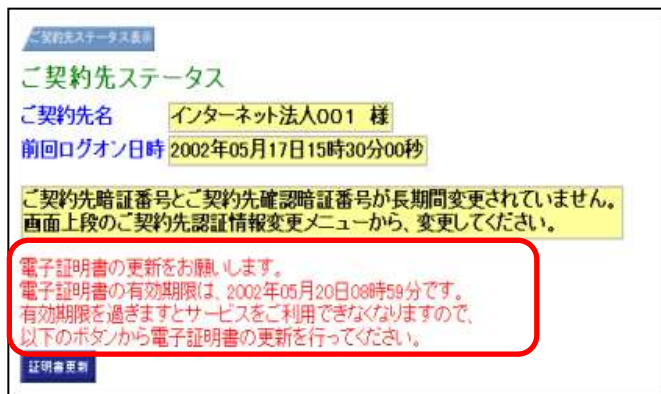 ご契約先ステータス表示
ご契約先ステータス
ご契約先名 インターネット法人001 様
前回ログオン日時 2002年05月17日15時30分00秒
ご契約先暗証番号とご契約先確認暗証番号が長期間変更されていません。
画面上段のご契約先認証情報変更メニューから、変更してください。
電子証明書の更新をお願いします。
電子証明書の有効期限は、2002年05月20日08時59分です。
有効期限を過ぎますとサービスをご利用できなくなりますので、
以下のボタンから電子証明書の更新を行ってください。
証明書更新